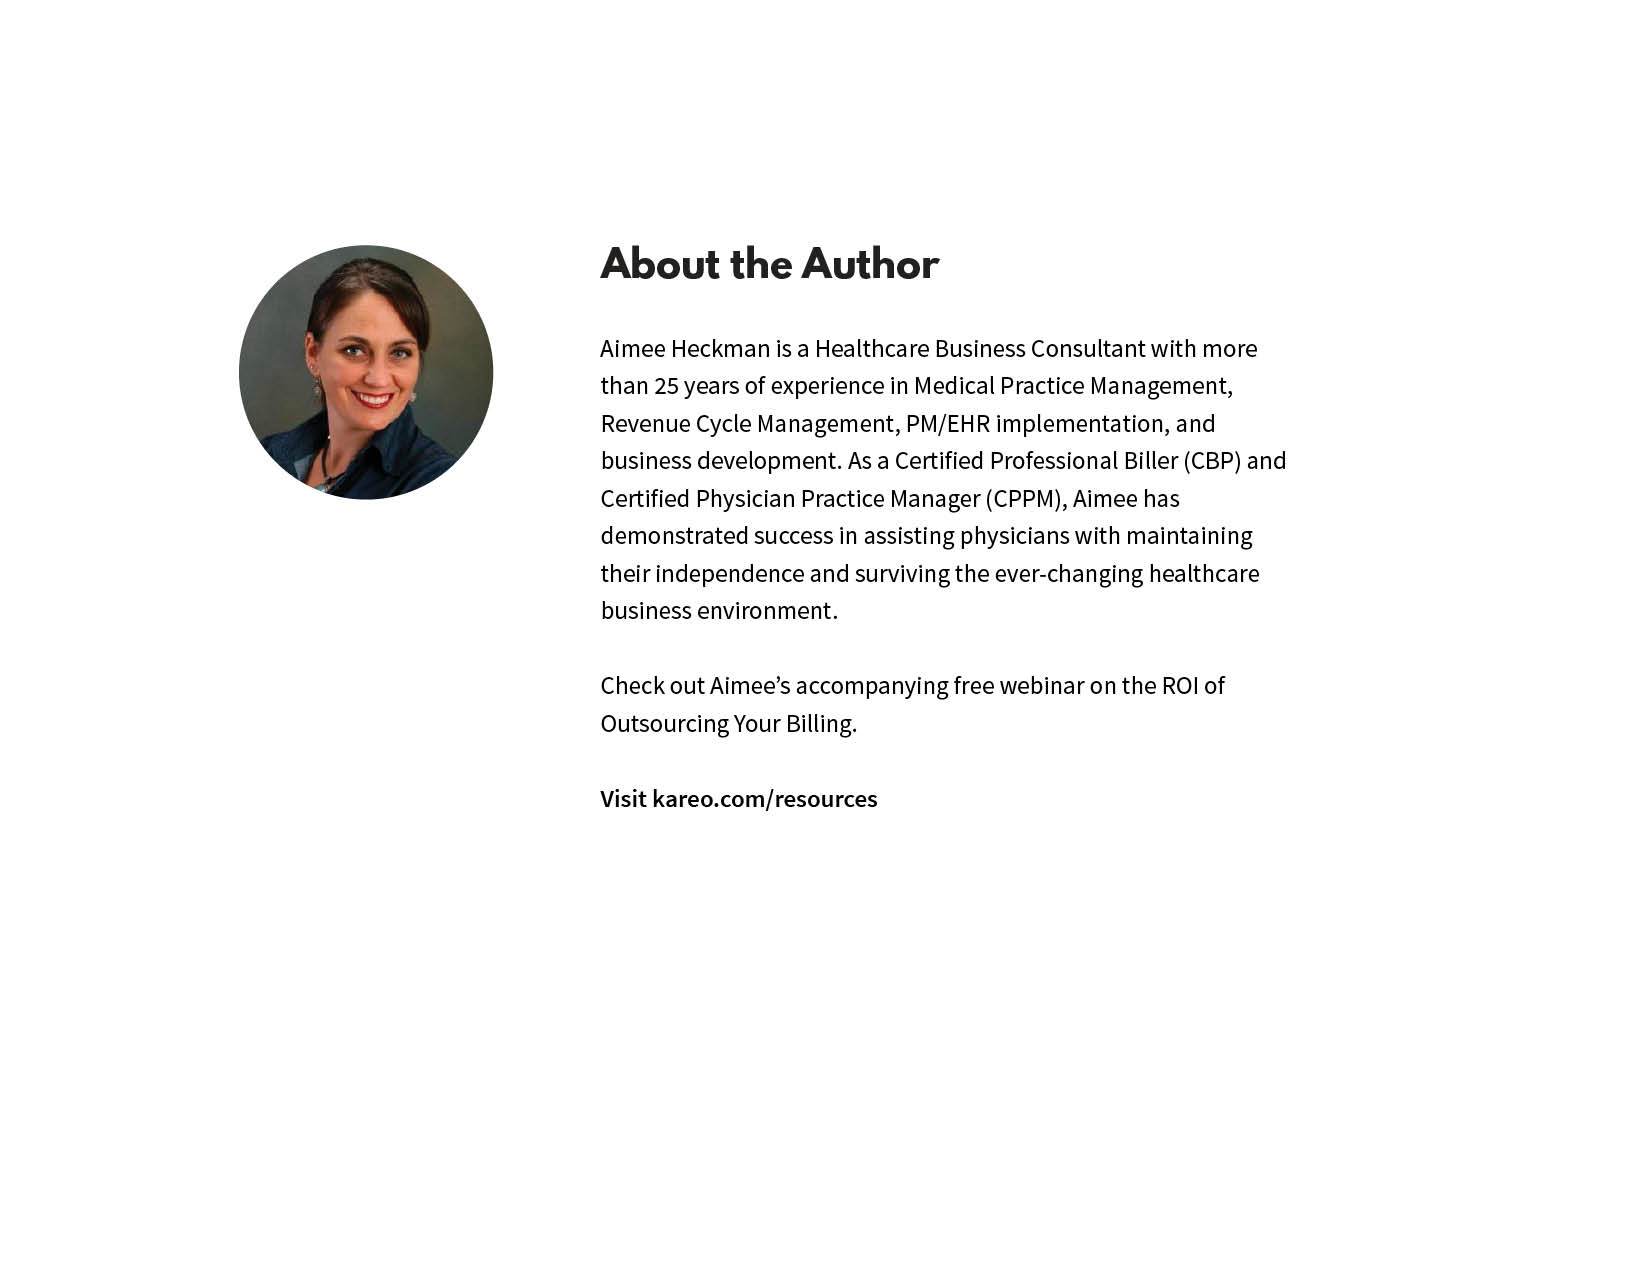 About the Author
Aimee Heckman is a Healthcare Business Consultant with more
than 25 years of experience in Medical Practice Management,
Revenue Cycle Management, PM/EHR implementation, and
business development. As a Certified Professional Biller (CBP) and
Certified Physician Practice Manager (CPPM), Aimee has
demonstrated success in assisting physicians with maintaining
their independence and surviving the ever-changing healthcare
business environment.
Check out Aimee’s accompanying free webinar on the ROI of
Outsourcing Your Billing.
Visit kareo.com/resources